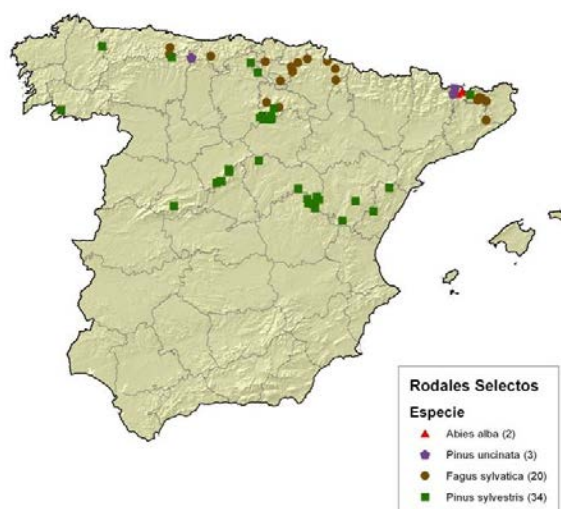 Rodales Selectos
Especie
Abies alba (2)
Pinus uncinata (3)
Fagus sylvatica (20)
Pinus sylvestris (34)